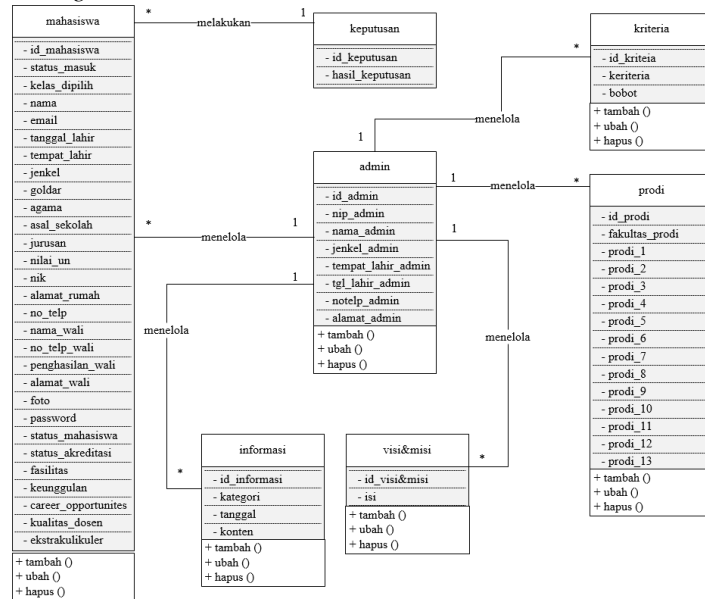 mahasiswa
- id_mahasiswa
- status_masuk
- kelas_dipilih
- nama
- email
- tanggal_lahir
- tempat_lahir
- jenkel
- goldar
- agama
- asal_sekolah
- jurusan
- nilai_un
- nik
- alamat_rumah
- no_telp
- nama_wali
- no_telp_wali
- penghasilan_wali
- alamat_wali
- foto
- password
- status_mahasiswa
- status_akreditasi
- fasilitas
- keunggulan
- career_opportunites
- kualitas_dosen
- ekstrakulikuler
+ tambah ()
+ ubah ()
+ hapus ()
* melakukan 1
keputusan
- id_keputusan
- hasil_keputusan
kriteria
- id_kriteia
- keriteria
- bobot
+ tambah ()
+ ubah ()
+ hapus ()
*
menelola
1
admin
- id_admin
- nip_admin
- nama_admin
- jenkel_admin
- tempat_lahir_admin
- tgl_lahir_admin
- notelp_admin
- alamat_admin
+ tambah ()
+ ubah ()
+ hapus ()
1 menelola *
prodi
- id_prodi
- fakultas_prodi
- prodi_1
- prodi_2
- prodi_3
- prodi_4
- prodi_5
- prodi_6
- prodi_7
- prodi_8
- prodi_9
- prodi_10
- prodi_11
- prodi_12
- prodi_13
+ tambah ()
+ ubah ()
+ hapus ()
* menelola 1
1
menelola
*
1
menelola
*
informasi
- id_informasi
- kategori
- tanggal
- konten
+ tambah ()
+ ubah ()
+ hapus ()
visi&misi
- id_visi&misi
- isi
+ tambah ()
+ ubah ()
+ hapus ()